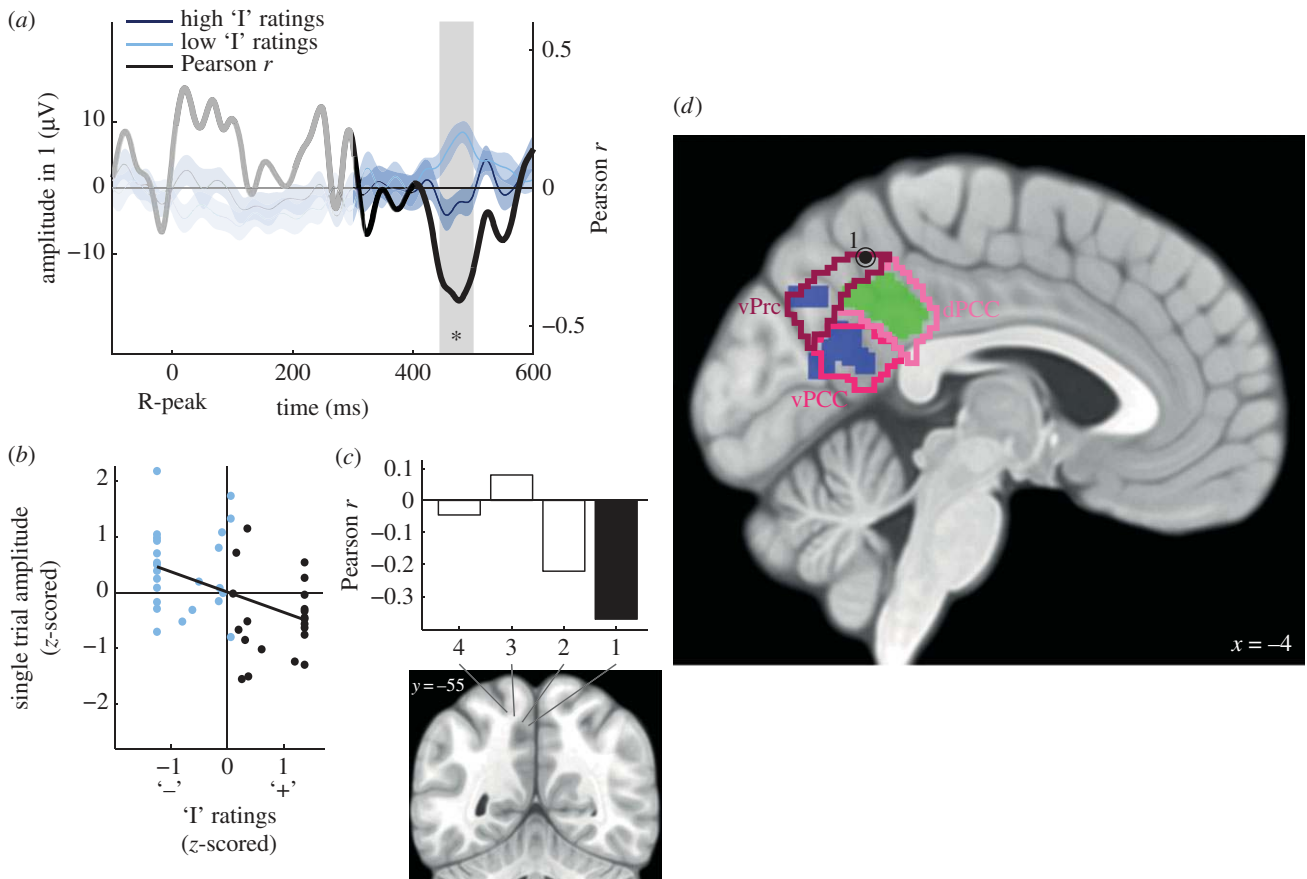 (a)
high ‘I’ ratings
low ‘I’ ratings
Pearson r
amplitude in 1 (µV)
10
0
−10
0.5
0
−0.5
Pearson r
*
0
200
400
600
R-peak
time (ms)
(b)
single trial amplitude
(z-scored)
2
1
0
−1
−2
−1
0
1
‘−’
‘+’
‘I’ ratings
(z-scored)
(c)
Pearson r
0.1
0
−0.1
−0.2
−0.3
4
3
2
1
y = −55
(d)
1
vPrc
dPCC
vPCC
x = −4